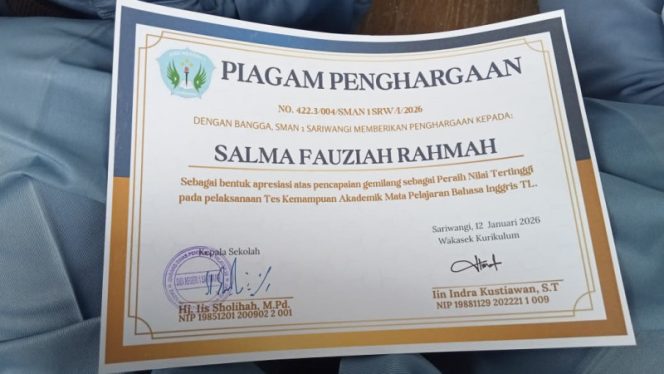 PIAGAM PENGHARGAAN
NO. 422.3/004/SMAN 1 SRW/I/2026
DENGAN BANGGA, SMAN 1 SARIWANGI MEMBERIKAN PENGHARGAAN KEPADA:
SALMA FAUZIAH RAHMAH
Sebagai bentuk apresiasi atas pencapaian gemilang sebagai Peraih Nilai Tertinggi
pada pelaksanaan Tes Kemampuan Akademik Mata Pelajaran Bahasa Inggris TL..
Sariwangi, 12 Januari 2026
Kepala Sekolah
Wakasek Kurikulum
Hj. Iis Sholihah, M.Pd.
NIP 19851201 200902 2 001
Iin Indra Kustiawan, S.T
NIP 19881129 202221 1 009